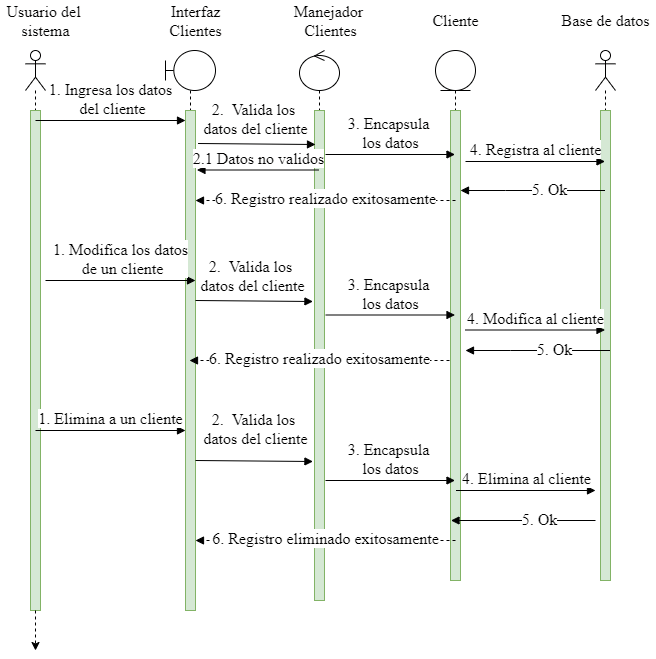 Usuario del
sistema
Interfaz
Clientes
Manejador
Clientes
Cliente
Base de datos
1. Ingresa los datos
del cliente
2. Valida los
datos del cliente
3. Encapsula
los datos
4. Registra al cliente
2.1 Datos no validos
5. Ok
6. Registro realizado exitosamente
1. Modifica los datos
de un cliente
2. Valida los
datos del cliente
3. Encapsula
los datos
4. Modifica al cliente
5. Ok
6. Registro realizado exitosamente
1. Elimina a un cliente
2. Valida los
datos del cliente
3. Encapsula
los datos
4. Elimina al cliente
5. Ok
6. Registro eliminado exitosamente